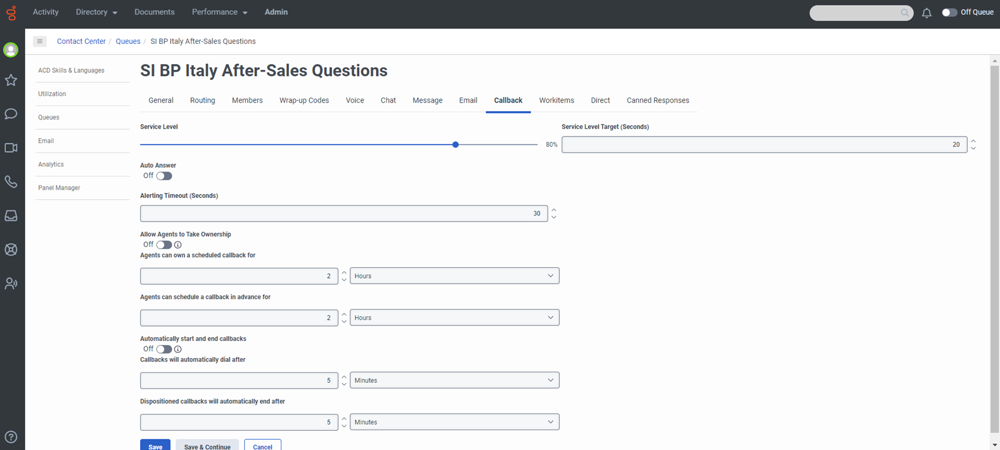 Activity Directory Documents Performance Admin Off Queue
Contact Center / Queues / SI BP Italy After-Sales Questions
ACD Skills & Languages
Utilization
Queues
Email
Analytics
Panel Manager
SI BP Italy After-Sales Questions
General Routing Members Wrap-up Codes Voice Chat Message Email Callback Workitems Direct Canned Responses
Service Level
80%
Service Level Target (Seconds)
20
Auto Answer
Off
Alerting Timeout (Seconds)
30
Allow Agents to Take Ownership
Off
Agents can own a scheduled callback for
2 Hours
Agents can schedule a callback in advance for
2 Hours
Automatically start and end callbacks
Off
Callbacks will automatically dial after
5 Minutes
Dispositioned callbacks will automatically end after
5 Minutes
Save Save & Continue Cancel